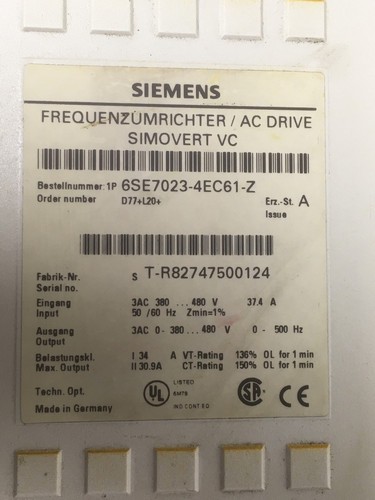 SIEMENS
FREQUENZUMRICHTER / AC DRIVE
SIMOVERT VC
Bestellnummer: 1P 6SE7023-4EC61-Z
Order number D77+L20+ Erz.-St. A
Issue
Fabrik-Nr. S T-R82747500124
Serial no.
Eingang 3AC 380 ... 480 V 37.4 A
Input 50 /60 Hz Zmin=1%
Ausgang 3AC 0- 380 ... 480 V 0 - 500 Hz
Output
Belastungskl. I 34 A VT-Rating 136% OL for 1 min
Max. Output II 30.9A CT-Rating 150% OL for 1 min
Techn. Opt. UL LISTED SA CE
IND CONT EQ
Made in Germany